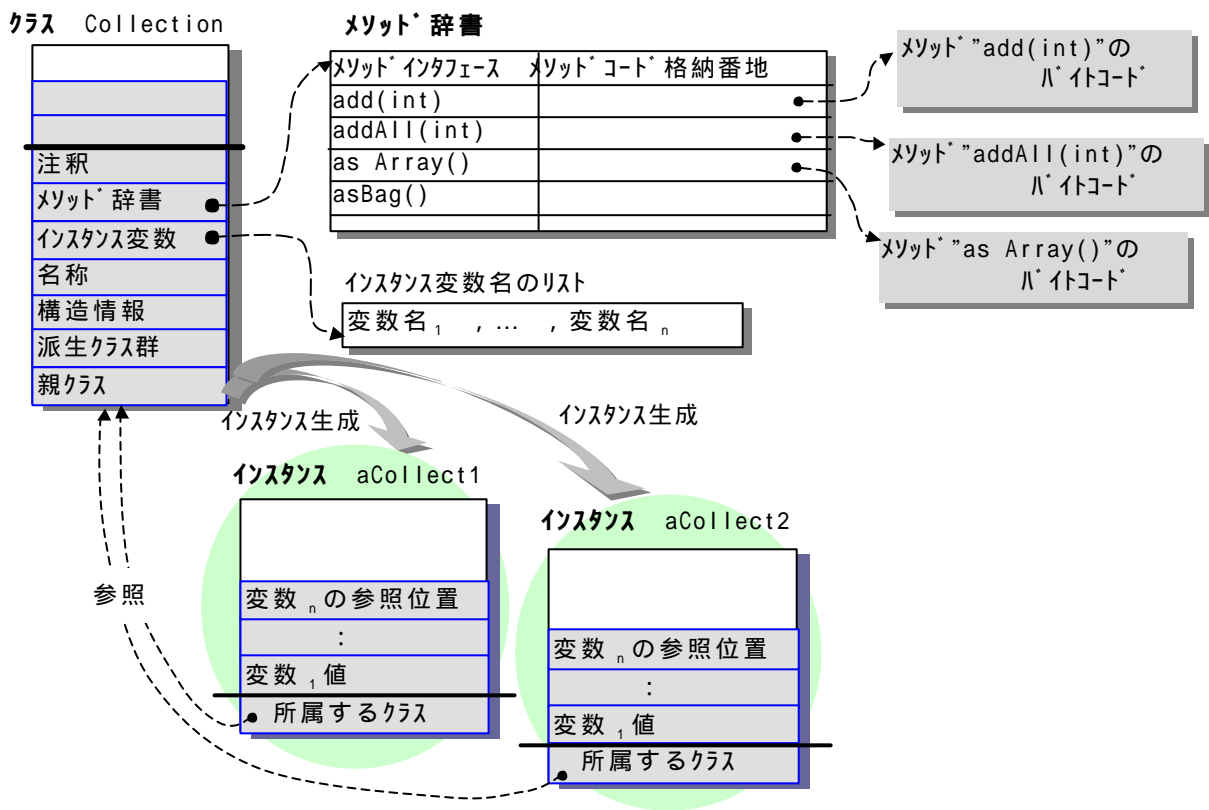 クラス Collection
注釈
メソッド辞書
インスタンス変数
名称
構造情報
派生クラス群
親クラス
メソッド辞書
メソッドインタフェース メソッドコード格納番地
add(int)
addAll(int)
as Array()
asBag()
メソッド"add(int)"の
バイトコード
メソッド"addAll(int)"の
バイトコード
メソッド"as Array()"の
バイトコード
インスタンス変数名のリスト
変数名1 ,… ,変数名n
インスタンス生成
インスタンス生成
参照
インスタンス aCollect1
変数nの参照位置
:
変数1値
所属するクラス
インスタンス aCollect2
変数nの参照位置
:
変数1値
所属するクラス